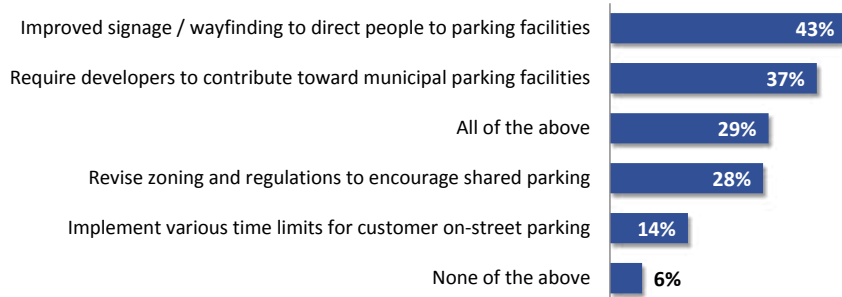 Improved signage / wayfinding to direct people to parking facilities 43%
Require developers to contribute toward municipal parking facilities 37%
All of the above 29%
Revise zoning and regulations to encourage shared parking 28%
Implement various time limits for customer on-street parking 14%
None of the above 6%